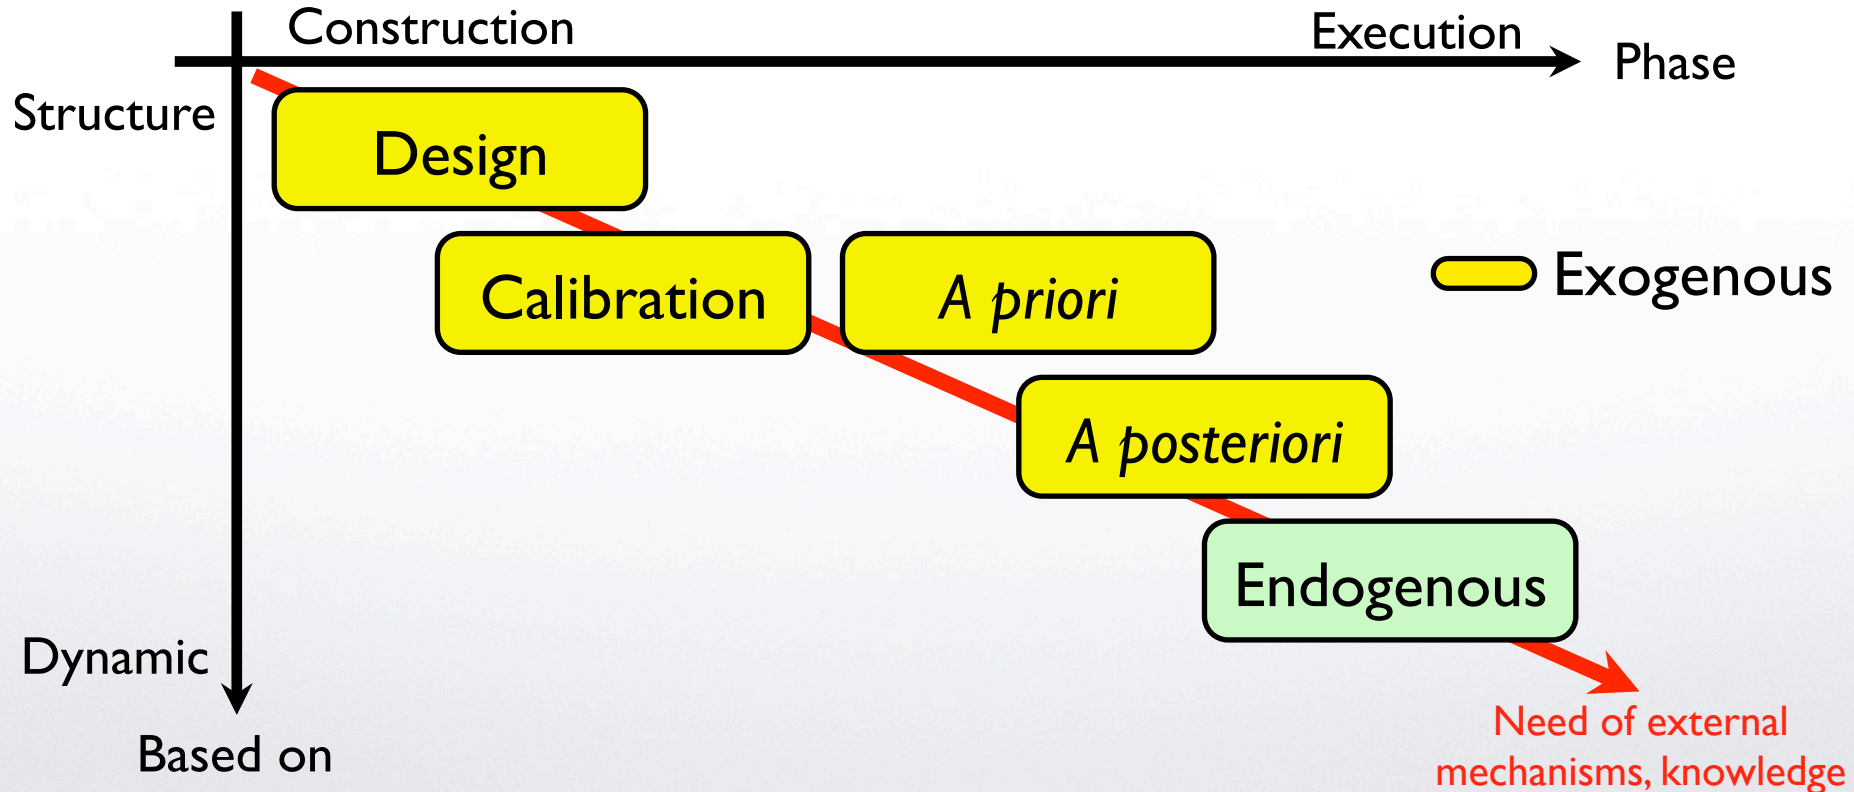 Construction
Execution
Phase
Structure
Design
Calibration
A priori
Exogenous
A posteriori
Endogenous
Dynamic
Based on
Need of external
mechanisms, knowledge